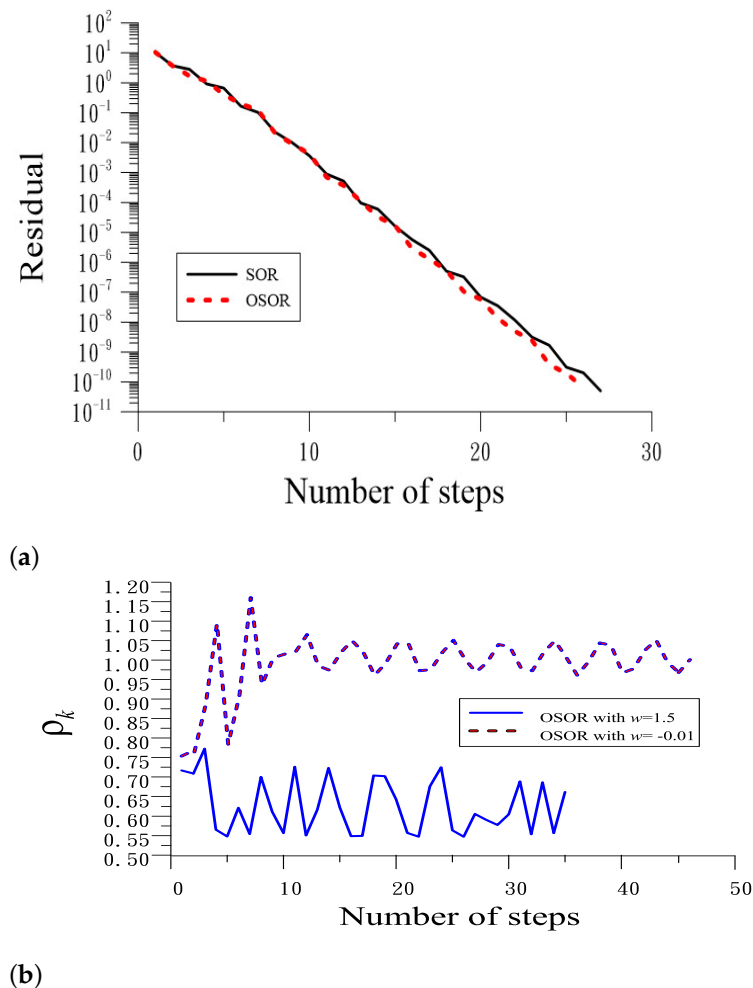 10^2
10^1
10^0
10^-1
10^-2
10^-3
10^-4
10^-5
10^-6
10^-7
10^-8
10^-9
10^-10
10^-11
Residual
SOR
OSOR
0 10 20 30
Number of steps
(a)
1.20
1.15
1.10
1.05
1.00
0.95
0.90
0.85
0.80
0.75
0.70
0.65
0.60
0.55
0.50
ρk
OSOR with w=1.5
OSOR with w= -0.01
0 10 20 30 40 50
Number of steps
(b)